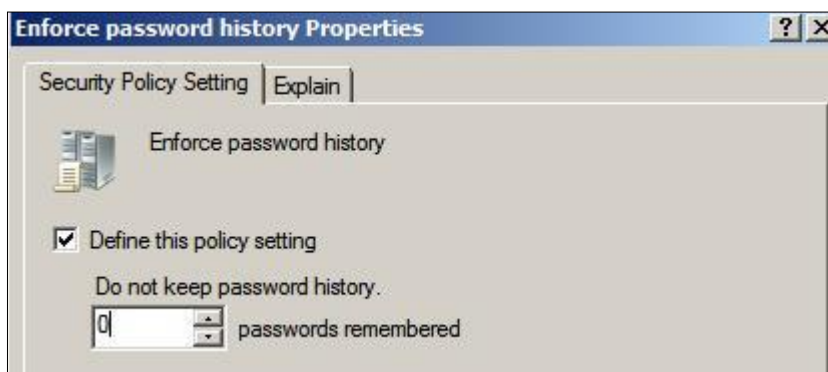 Enforce password history Properties
Security Policy Setting
Explain
Enforce password history
Define this policy setting
Do not keep password history.
0 passwords remembered